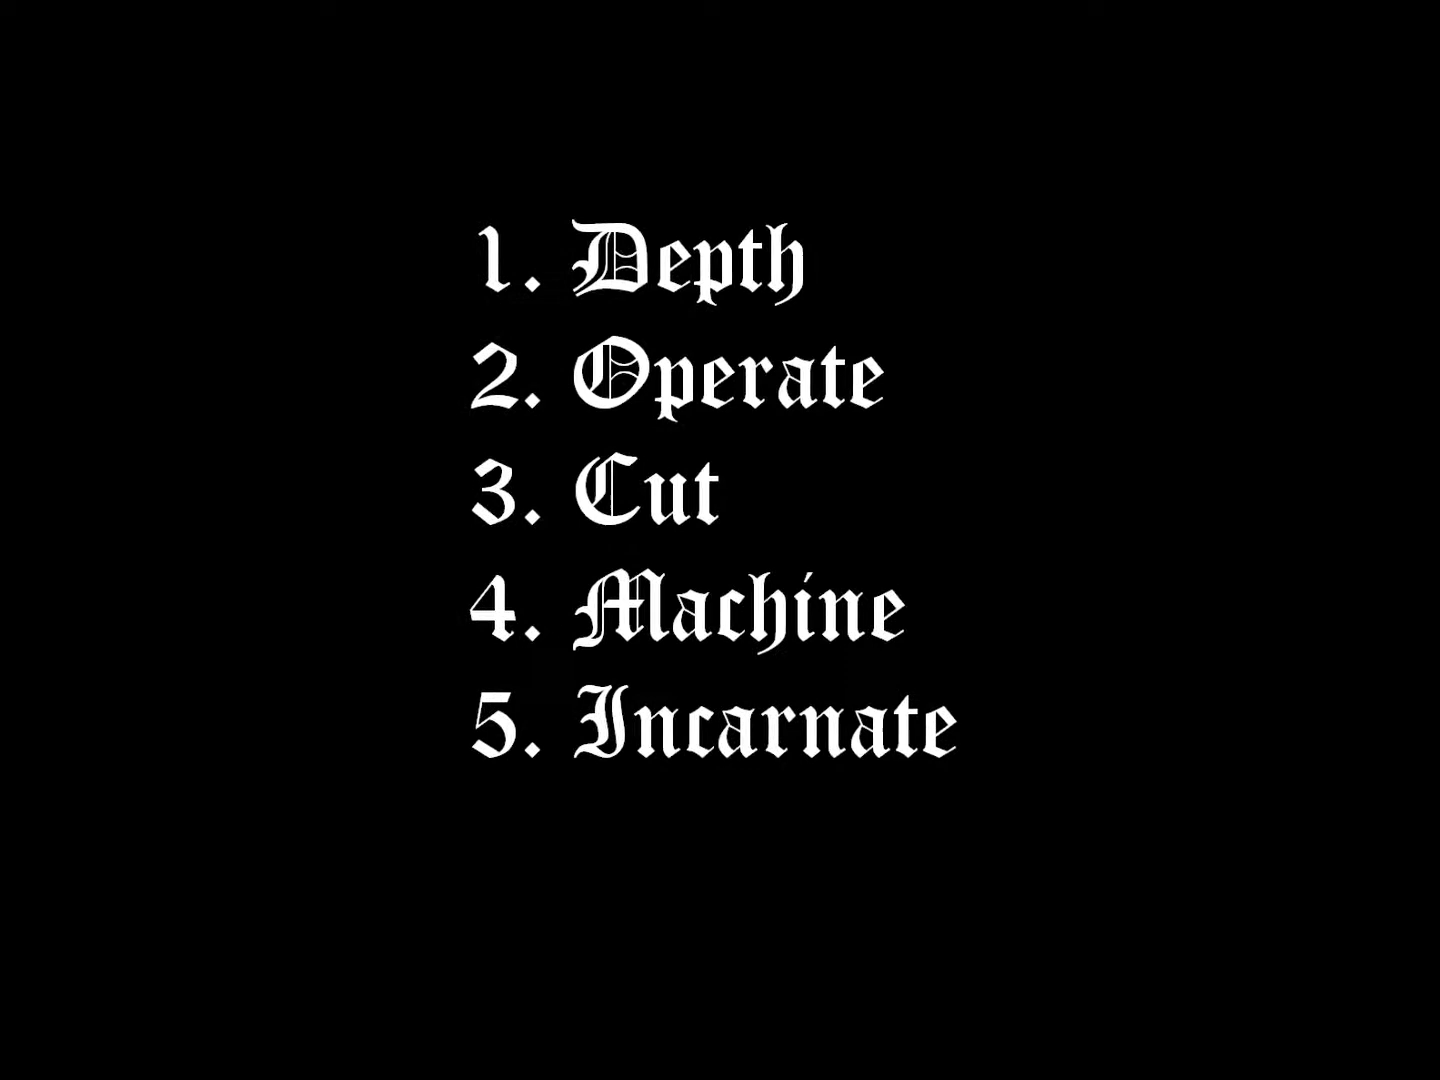 1. Depth
2. Operate
3. Cut
4. Machine
5. Incarnate